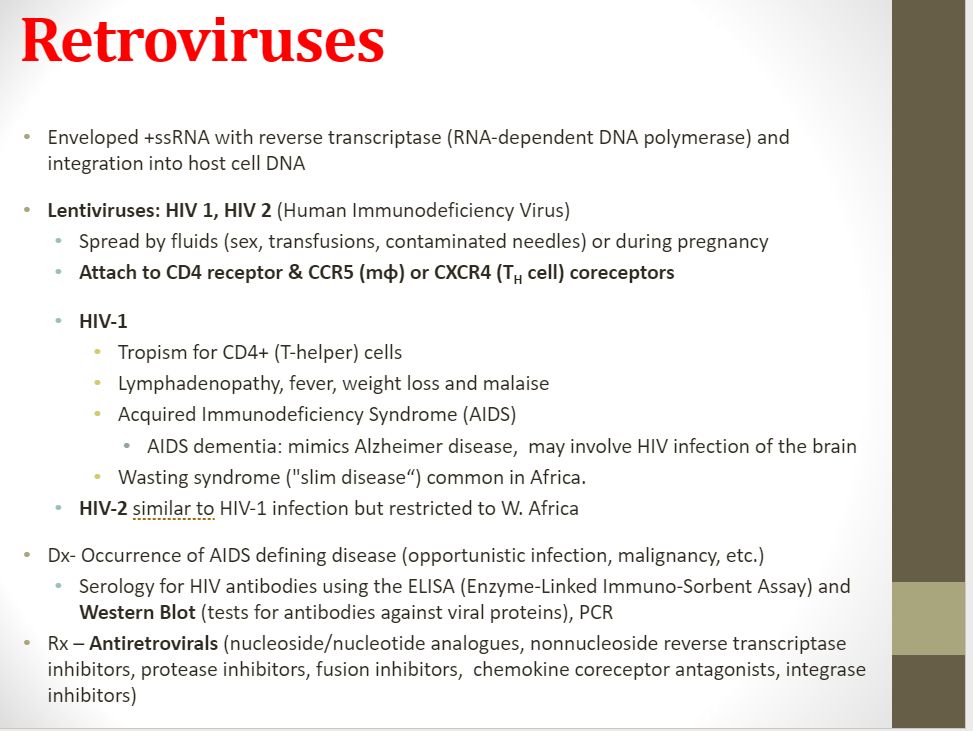 Retroviruses
• Enveloped +ssRNA with reverse transcriptase (RNA-dependent DNA polymerase) and
integration into host cell DNA
• Lentiviruses: HIV 1, HIV 2 (Human Immunodeficiency Virus)
• Spread by fluids (sex, transfusions, contaminated needles) or during pregnancy
• Attach to CD4 receptor & CCR5 (mϕ) or CXCR4 (TH cell) coreceptors
• HIV-1
• Tropism for CD4+ (T-helper) cells
• Lymphadenopathy, fever, weight loss and malaise
• Acquired Immunodeficiency Syndrome (AIDS)
• AIDS dementia: mimics Alzheimer disease,  may involve HIV infection of the brain
• Wasting syndrome ("slim disease“) common in Africa.
• HIV-2 similar to HIV-1 infection but restricted to W. Africa
• Dx- Occurrence of AIDS defining disease (opportunistic infection, malignancy, etc.)
• Serology for HIV antibodies using the ELISA (Enzyme-Linked Immuno-Sorbent Assay) and
Western Blot (tests for antibodies against viral proteins), PCR
• Rx – Antiretrovirals (nucleoside/nucleotide analogues, nonnucleoside reverse transcriptase
inhibitors, protease inhibitors, fusion inhibitors,  chemokine coreceptor antagonists, integrase
inhibitors)